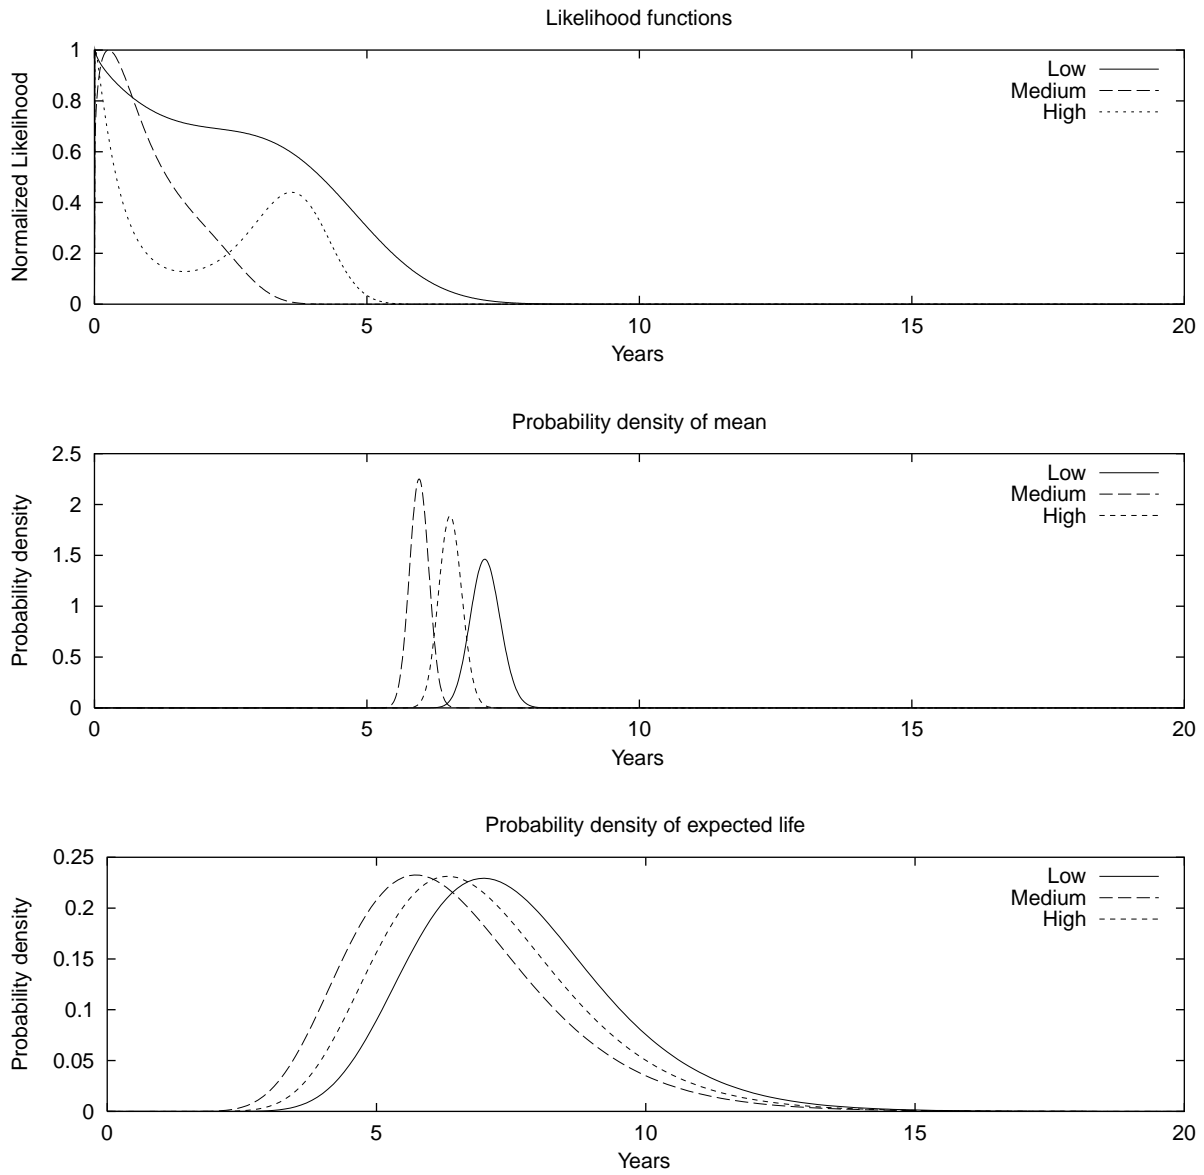 Likelihood functions
Normalized Likelihood
1
0.8
0.6
0.4
0.2
0
Low
Medium
High
0 5 10 15 20
Years
Probability density of mean
Probability density
2.5
2
1.5
1
0.5
0
Low
Medium
High
0 5 10 15 20
Years
Probability density of expected life
Probability density
0.25
0.2
0.15
0.1
0.05
0
Low
Medium
High
0 5 10 15 20
Years